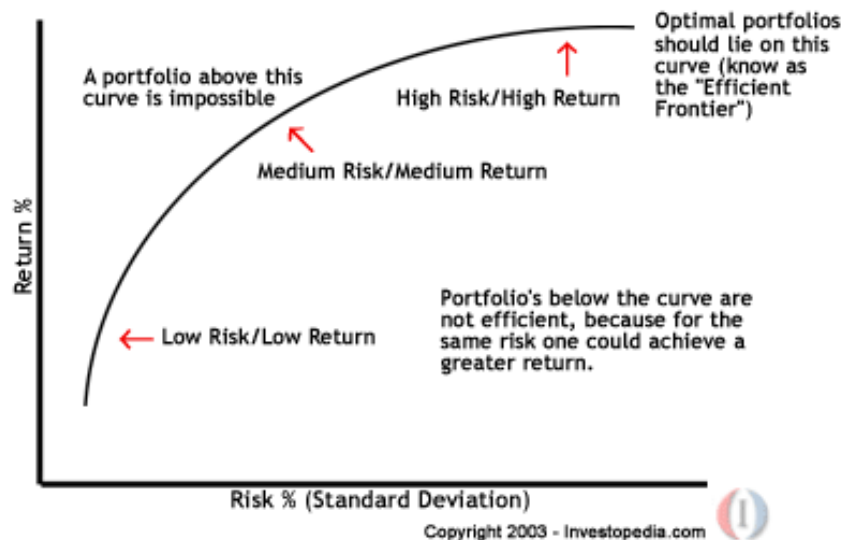 Optimal portfolios
should lie on this
curve (know as
the "Efficient
Frontier")
A portfolio above this
curve is impossible
High Risk/High Return
Medium Risk/Medium Return
Return %
Low Risk/Low Return
Portfolio's below the curve are
not efficient, because for the
same risk one could achieve a
greater return.
Risk % (Standard Deviation)
Copyright 2003 - Investopedia.com
I